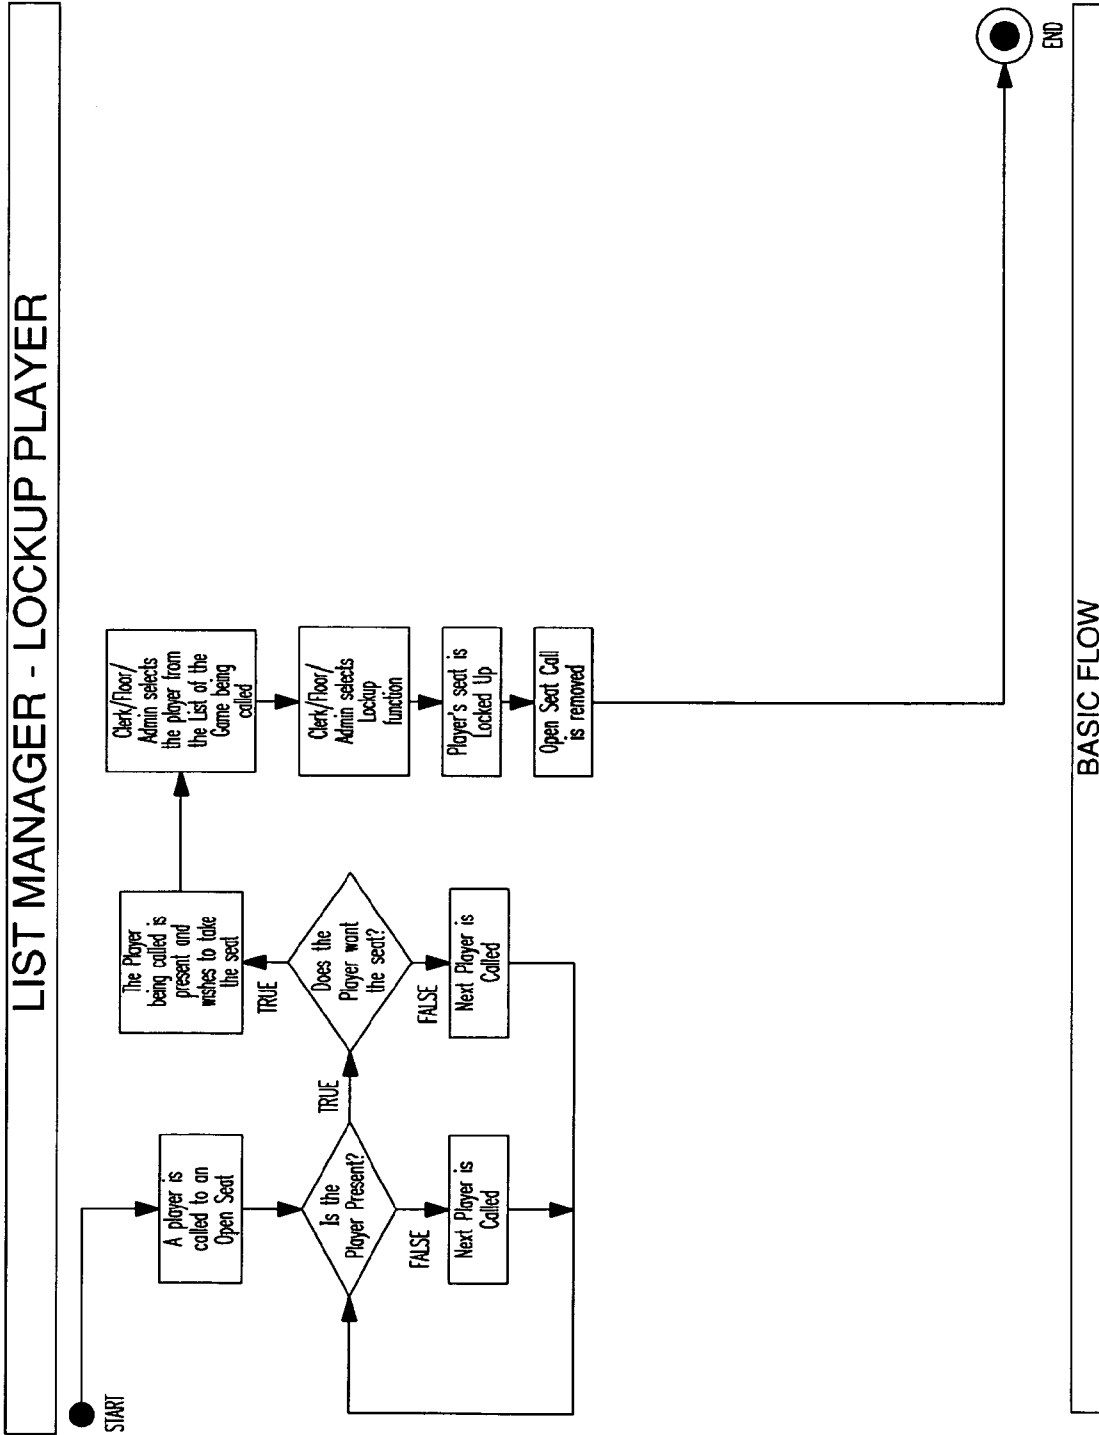 LIST MANAGER - LOCKUP PLAYER
START
A player is
called to an
Open Seat
Is the
Player Present?
TRUE
FALSE
Next Player is
Called
Does the
Player want
the seat?
TRUE
FALSE
Next Player is
Called
The Player
being called is
present and
wishes to take
the seat
Clerk/Floor/
Admin selects
the player from
the List of the
Game being
called
Clerk/Floor/
Admin selects
Lockup
function
Player's seat is
Locked Up
Open Seat Call
is removed
END
BASIC FLOW